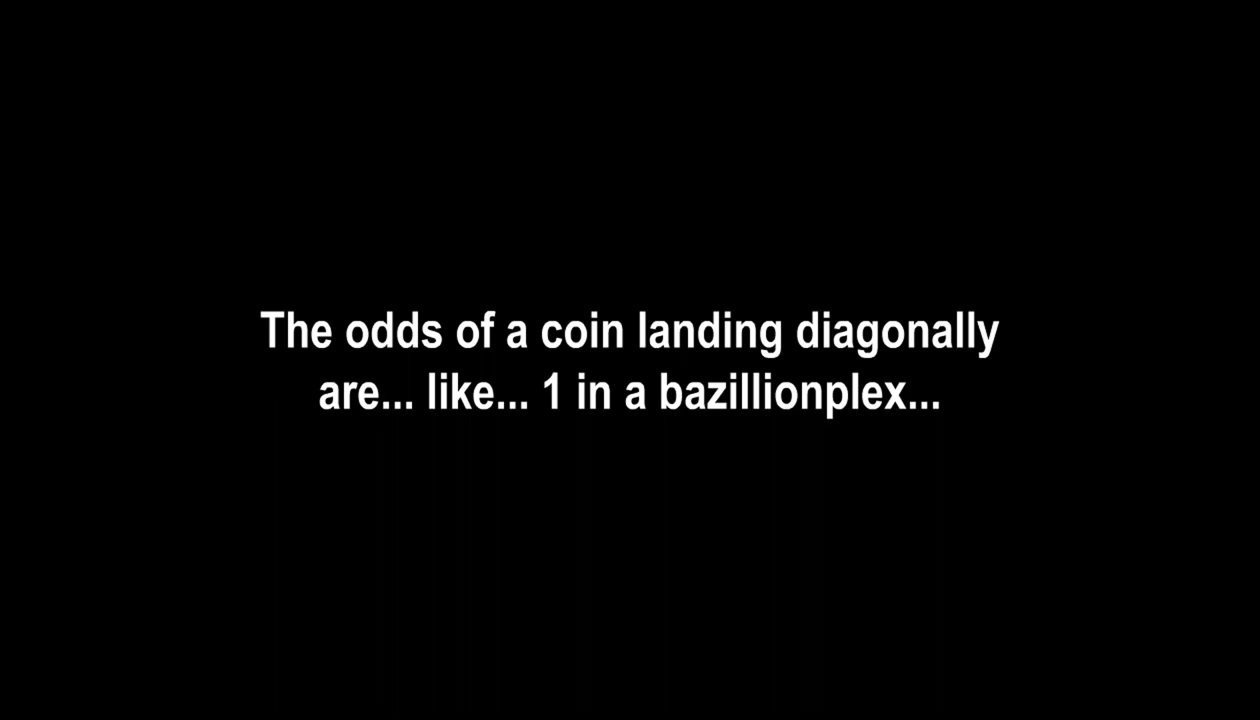 The odds of a coin landing diagonally
are... like... 1 in a bazillionplex...